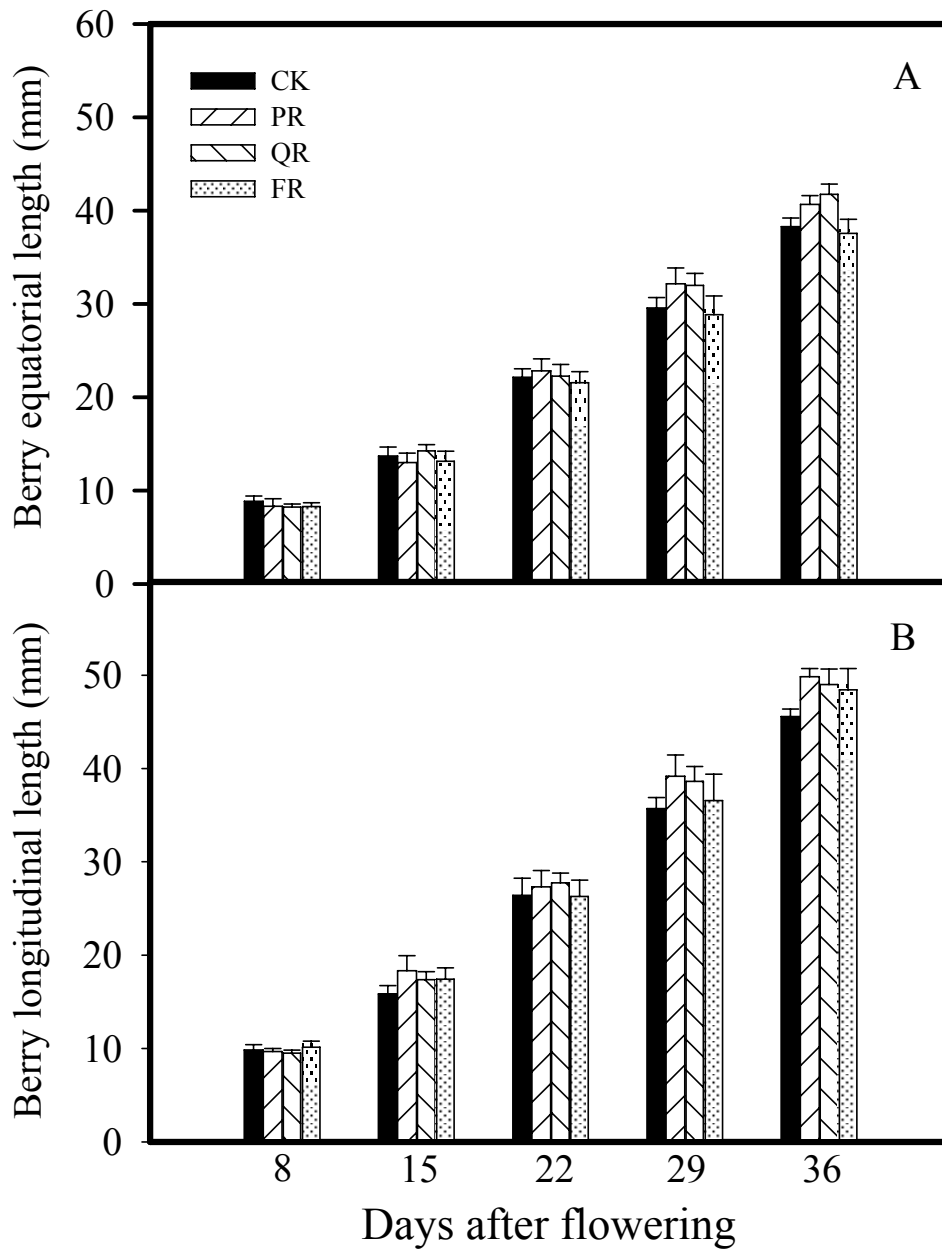 60
50
40
30
20
10
0
Berry equatorial length (mm)
A
CK
PR
QR
FR
50
40
30
20
10
0
Berry longitudinal length (mm)
B
8 15 22 29 36
Days after flowering